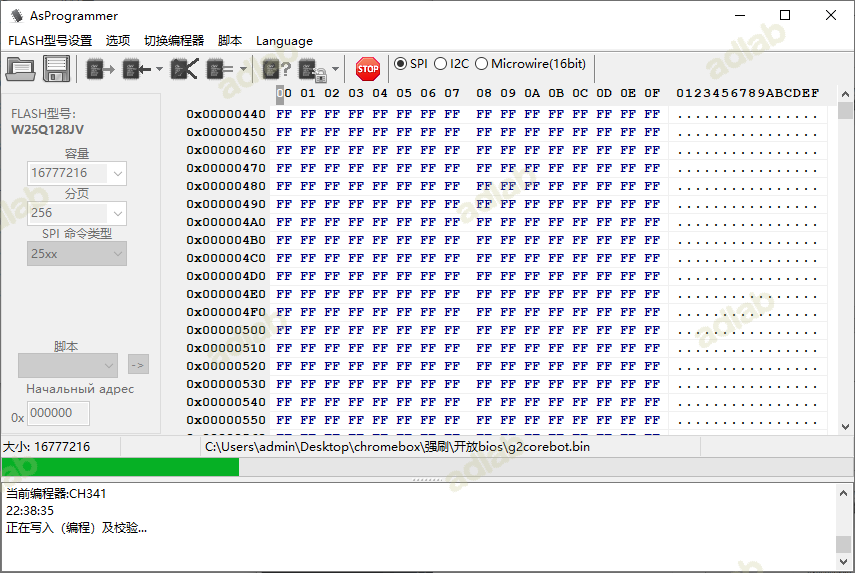 AsProgrammer
FLASH型号设置 选项 切换编程器 脚本 Language
STOP SPI I2C Microwire(16bit)
00 01 02 03 04 05 06 07 08 09 0A 0B 0C 0D 0E 0F 0123456789ABCDEF
FLASH型号:
W25Q128JV
容量
16777216
分页
256
SPI 命令类型
25xx
脚本
->
Начальный адрес
0x 000000
0x00000440 FF FF FF FF FF FF FF FF FF FF FF FF FF FF FF FF ................
0x00000450 FF FF FF FF FF FF FF FF FF FF FF FF FF FF FF FF ................
0x00000460 FF FF FF FF FF FF FF FF FF FF FF FF FF FF FF FF ................
0x00000470 FF FF FF FF FF FF FF FF FF FF FF FF FF FF FF FF ................
0x00000480 FF FF FF FF FF FF FF FF FF FF FF FF FF FF FF FF ................
0x00000490 FF FF FF FF FF FF FF FF FF FF FF FF FF FF FF FF ................
0x000004A0 FF FF FF FF FF FF FF FF FF FF FF FF FF FF FF FF ................
0x000004B0 FF FF FF FF FF FF FF FF FF FF FF FF FF FF FF FF ................
0x000004C0 FF FF FF FF FF FF FF FF FF FF FF FF FF FF FF FF ................
0x000004D0 FF FF FF FF FF FF FF FF FF FF FF FF FF FF FF FF ................
0x000004E0 FF FF FF FF FF FF FF FF FF FF FF FF FF FF FF FF ................
0x000004F0 FF FF FF FF FF FF FF FF FF FF FF FF FF FF FF FF ................
0x00000500 FF FF FF FF FF FF FF FF FF FF FF FF FF FF FF FF ................
0x00000510 FF FF FF FF FF FF FF FF FF FF FF FF FF FF FF FF ................
0x00000520 FF FF FF FF FF FF FF FF FF FF FF FF FF FF FF FF ................
0x00000530 FF FF FF FF FF FF FF FF FF FF FF FF FF FF FF FF ................
0x00000540 FF FF FF FF FF FF FF FF FF FF FF FF FF FF FF FF ................
0x00000550 FF FF FF FF FF FF FF FF FF FF FF FF FF FF FF FF ................
大小: 16777216 C:\Users\admin\Desktop\chromebox\强刷\开放bios\g2corebot.bin
当前编程器:CH341
22:38:35
正在写入（编程）及校验...
adlab
adlab
adlab
adlab
adlab
adlab
adlab